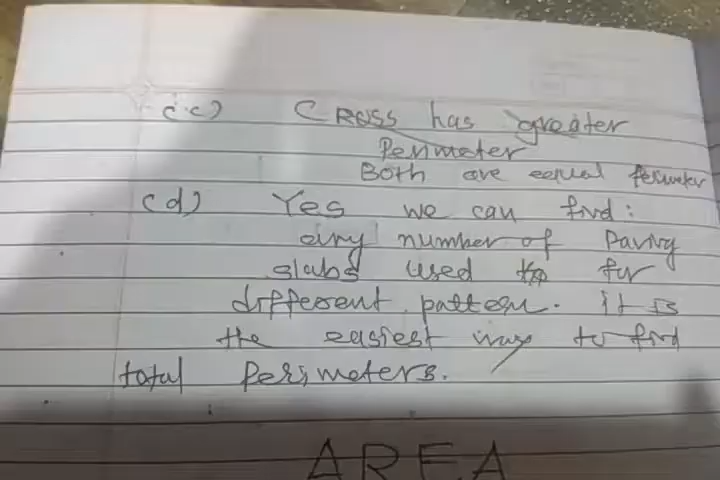 (c) Cross has greater
Perimeter
Both are equal perimeter
(d) Yes we can find:
any number of Paving
slabs used for
different pattern. it is
the easiest way to find
total Perimeters.
AREA